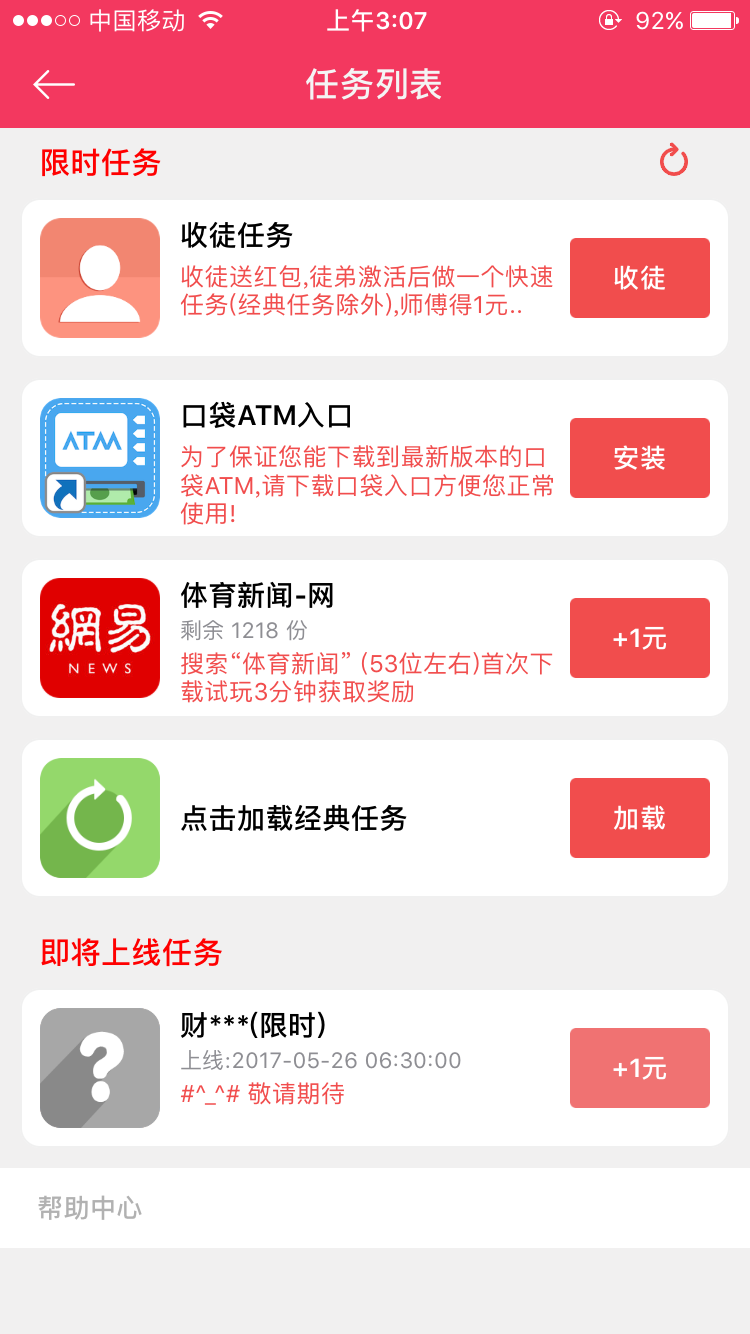 中国移动 上午3:07 92%
任务列表
限时任务
收徒任务
收徒送红包,徒弟激活后做一个快速
任务(经典任务除外),师傅得1元..
收徒
ATM
口袋ATM入口
为了保证您能下载到最新版本的口
袋ATM,请下载口袋入口方便您正常
使用!
安装
網易
NEWS
体育新闻-网
剩余 1218 份
搜索“体育新闻” (53位左右)首次下
载试玩3分钟获取奖励
+1元
点击加载经典任务
加载
即将上线任务
?
财***(限时)
上线:2017-05-26 06:30:00
#^_^# 敬请期待
+1元
帮助中心